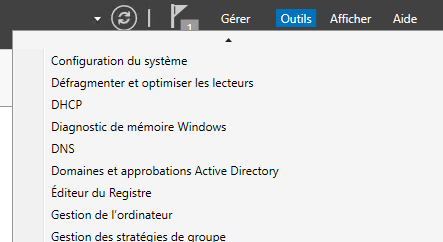 1
Gérer
Outils
Afficher
Aide
Configuration du système
Défragmenter et optimiser les lecteurs
DHCP
Diagnostic de mémoire Windows
DNS
Domaines et approbations Active Directory
Éditeur du Registre
Gestion de l'ordinateur
Gestion des stratégies de groupe